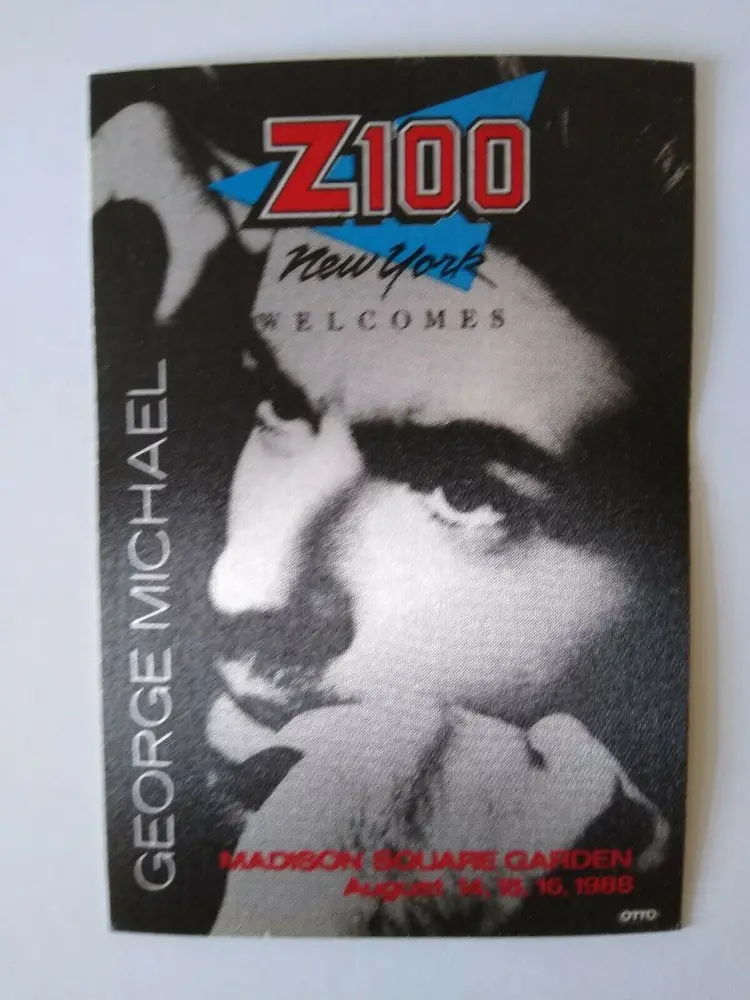 Z100
New York
WELCOMES
GEORGE MICHAEL
MADISON SQUARE GARDEN
August 14, 15, 16, 1988
OTTO